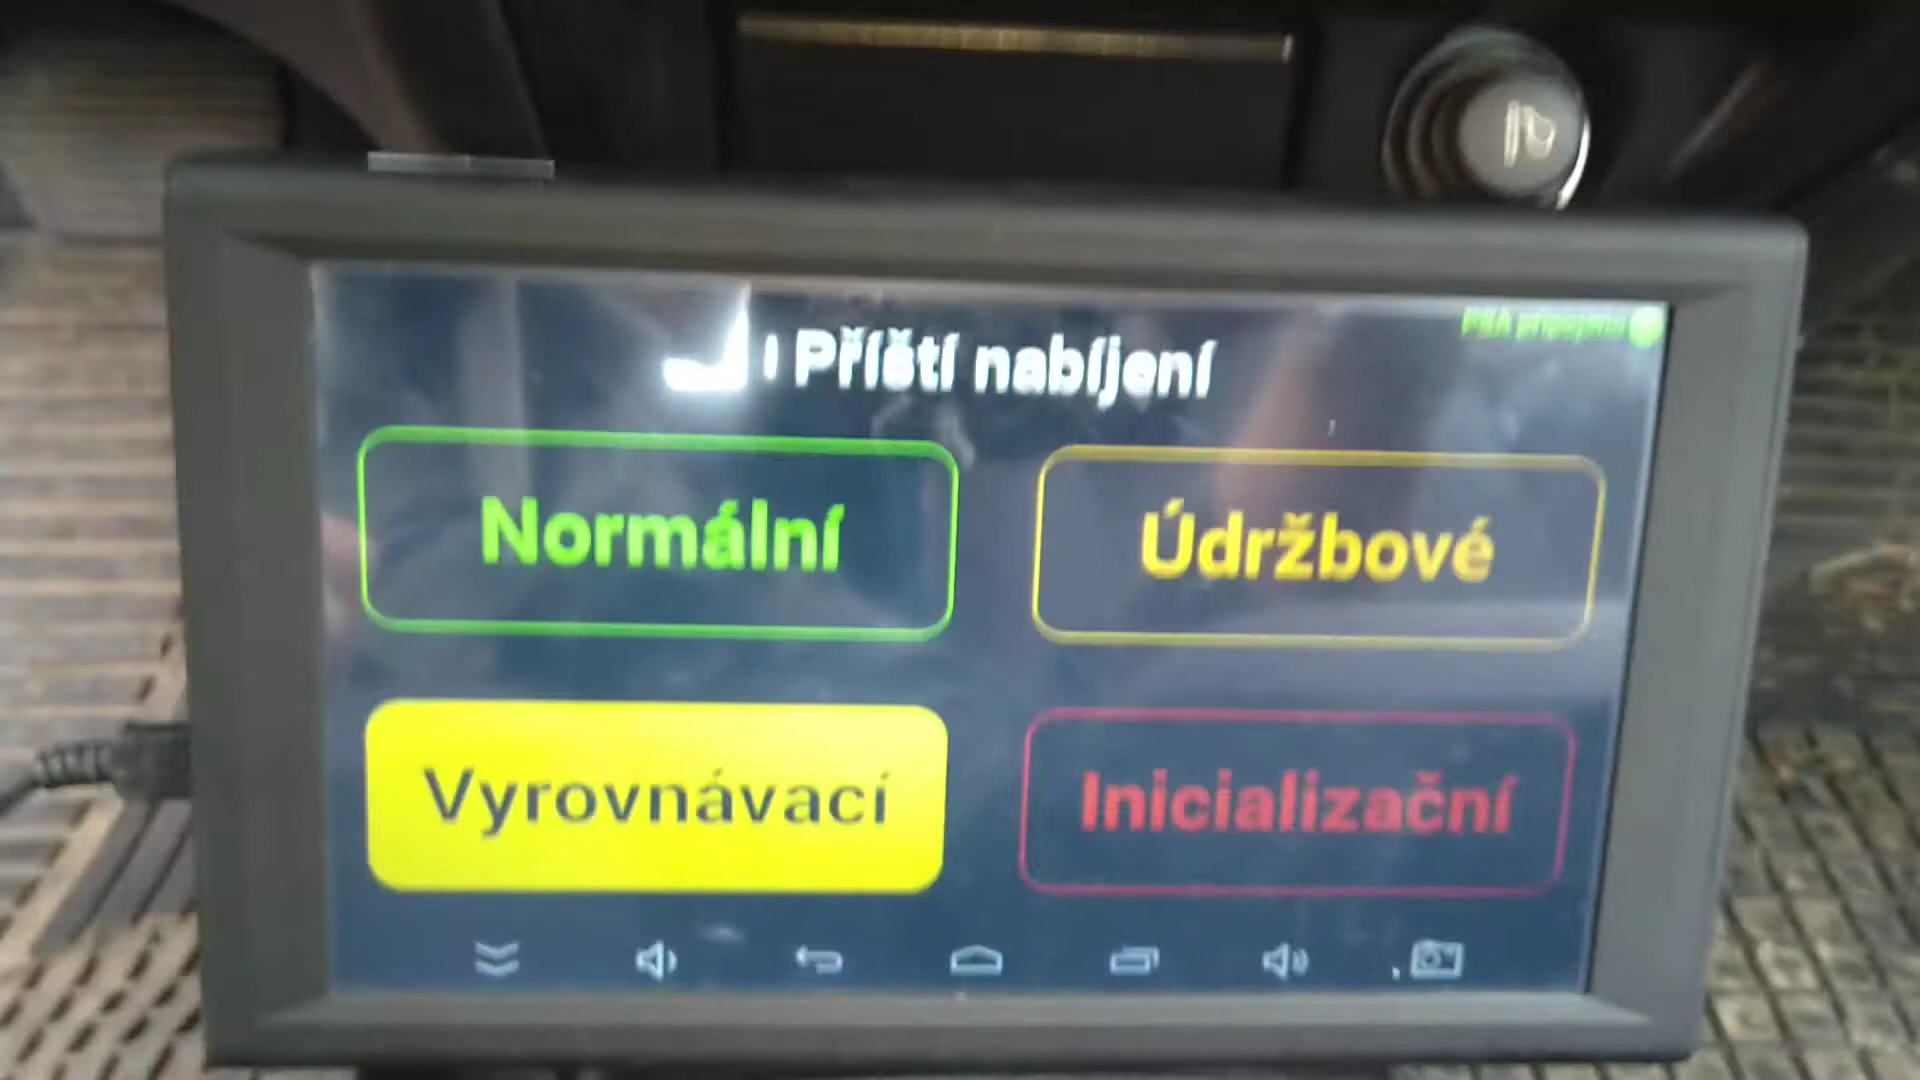 Příští nabíjení
Normální
Údržbové
Vyrovnávací
Inicializační